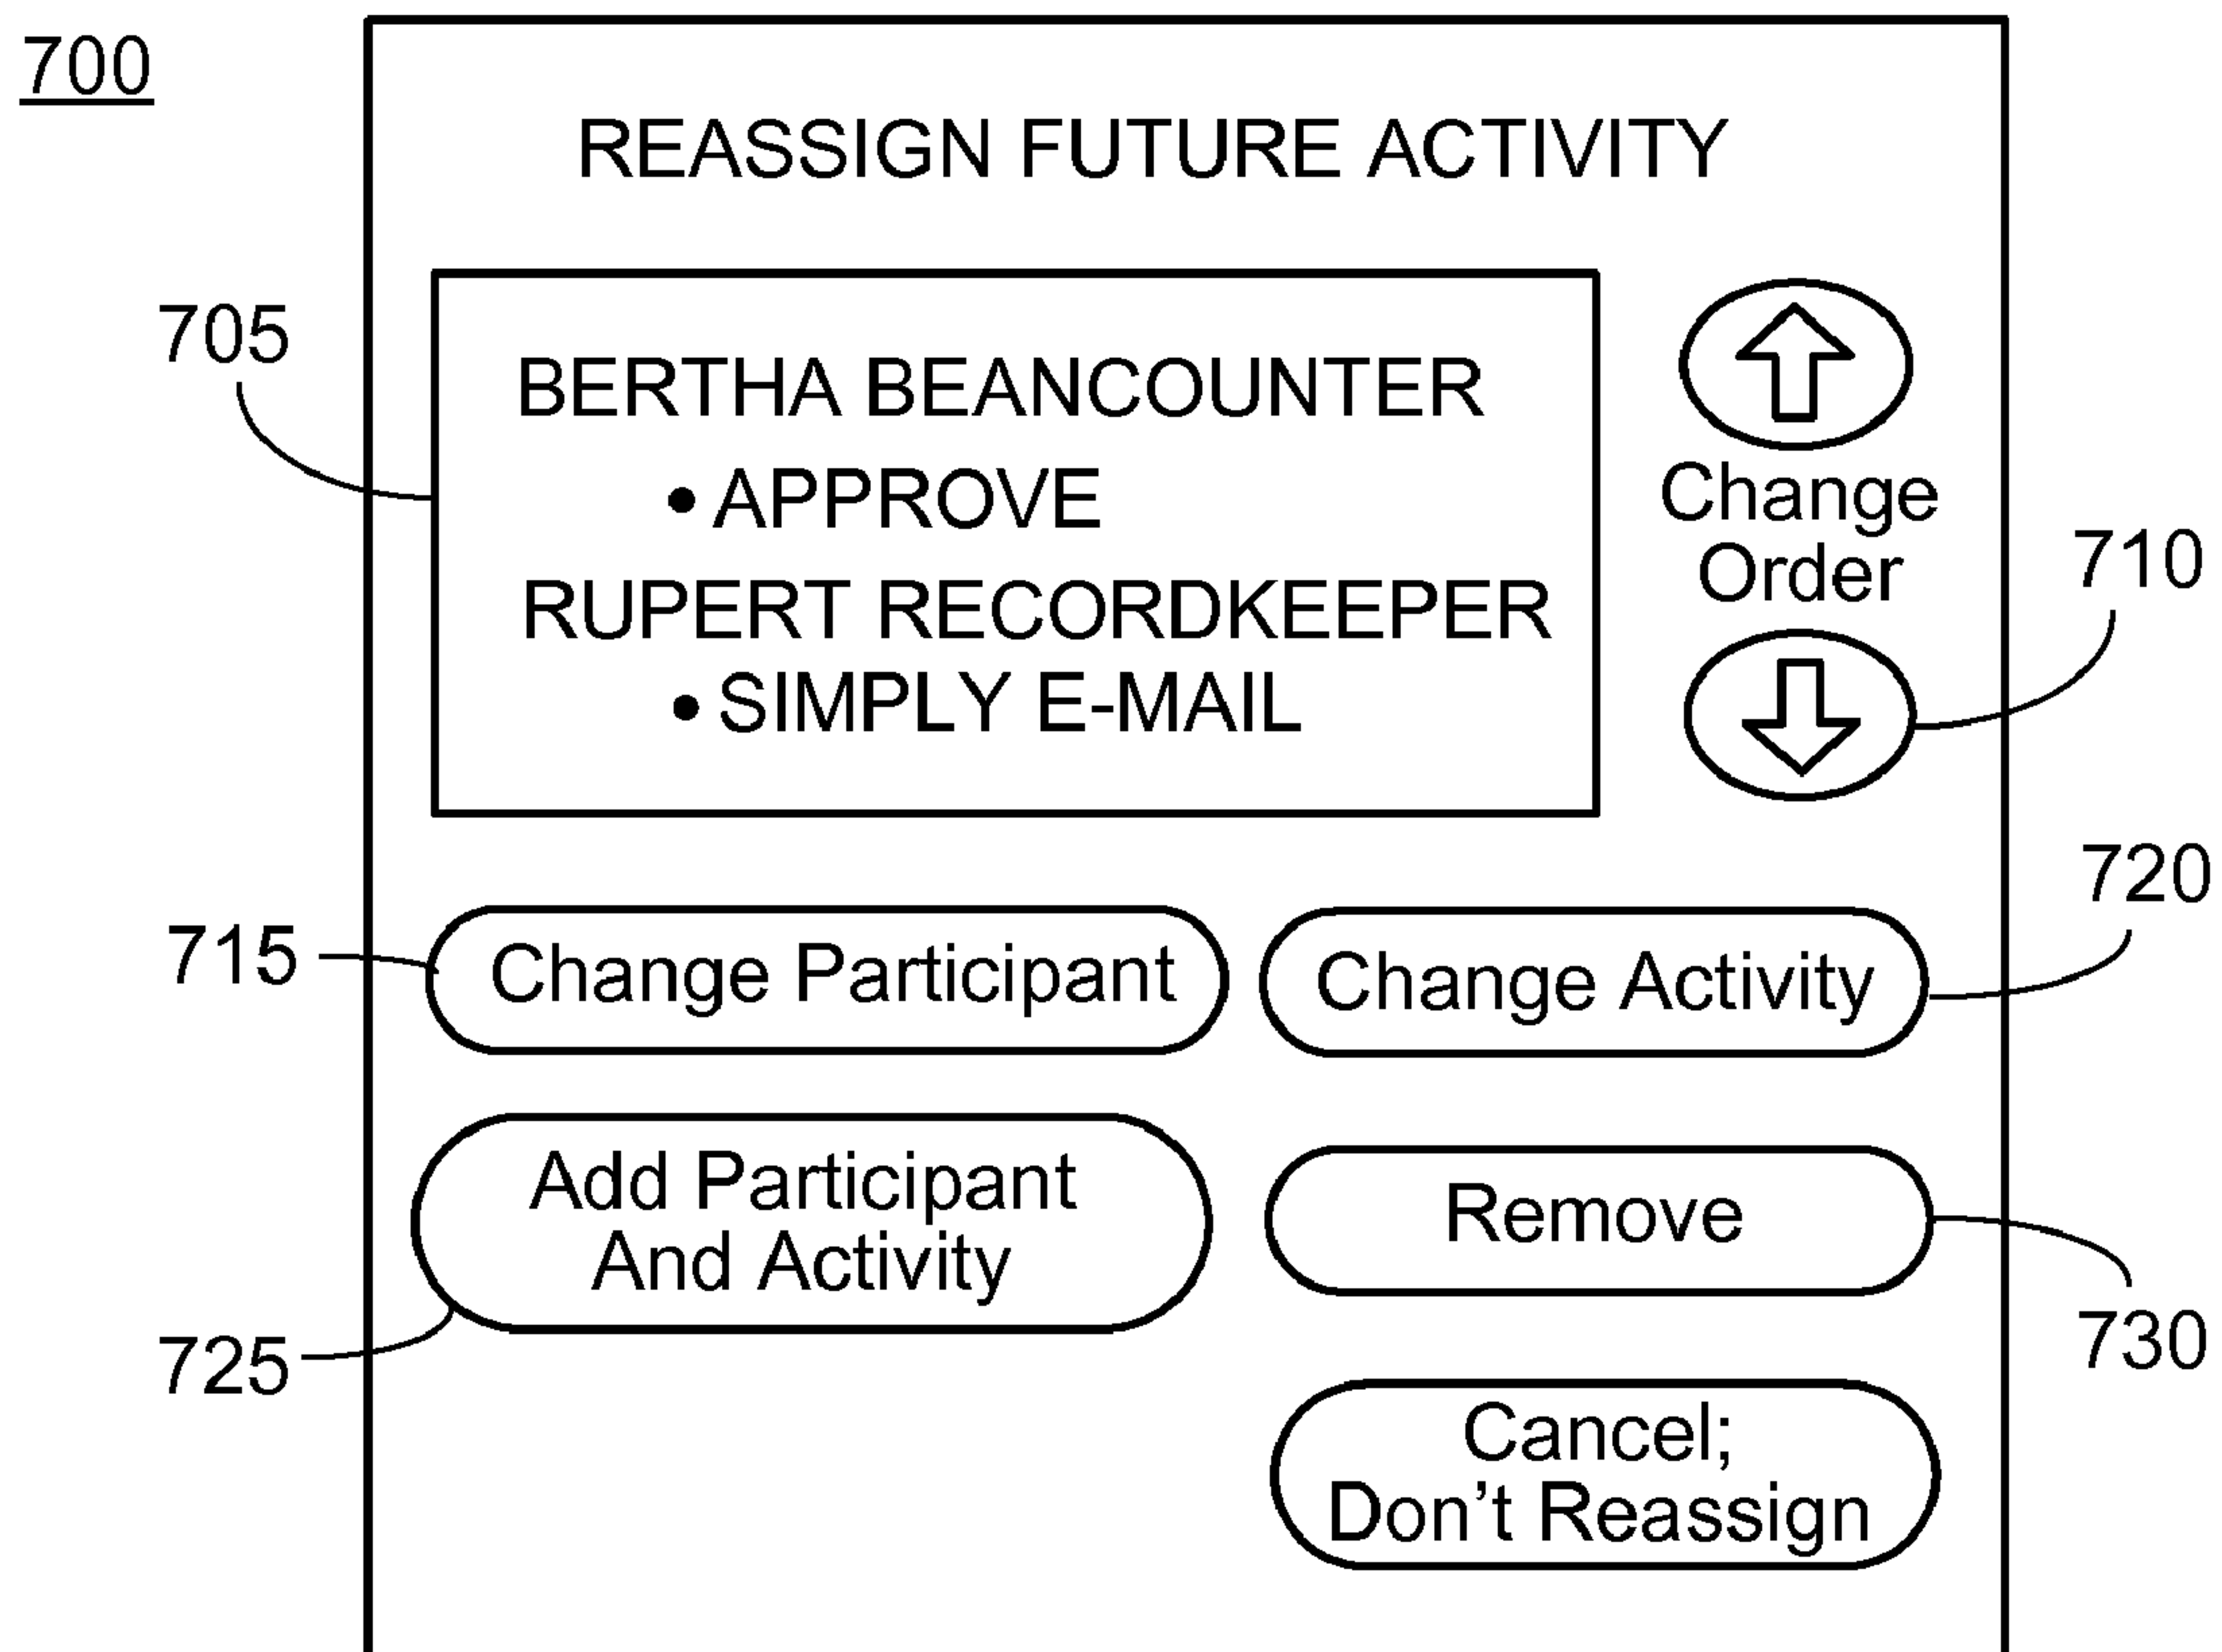 700
REASSIGN FUTURE ACTIVITY
705
BERTHA BEANCOUNTER
• APPROVE
RUPERT RECORDKEEPER
• SIMPLY E-MAIL
Change
Order
710
715
Change Participant
Change Activity
720
Add Participant
And Activity
725
Remove
730
Cancel;
Don't Reassign